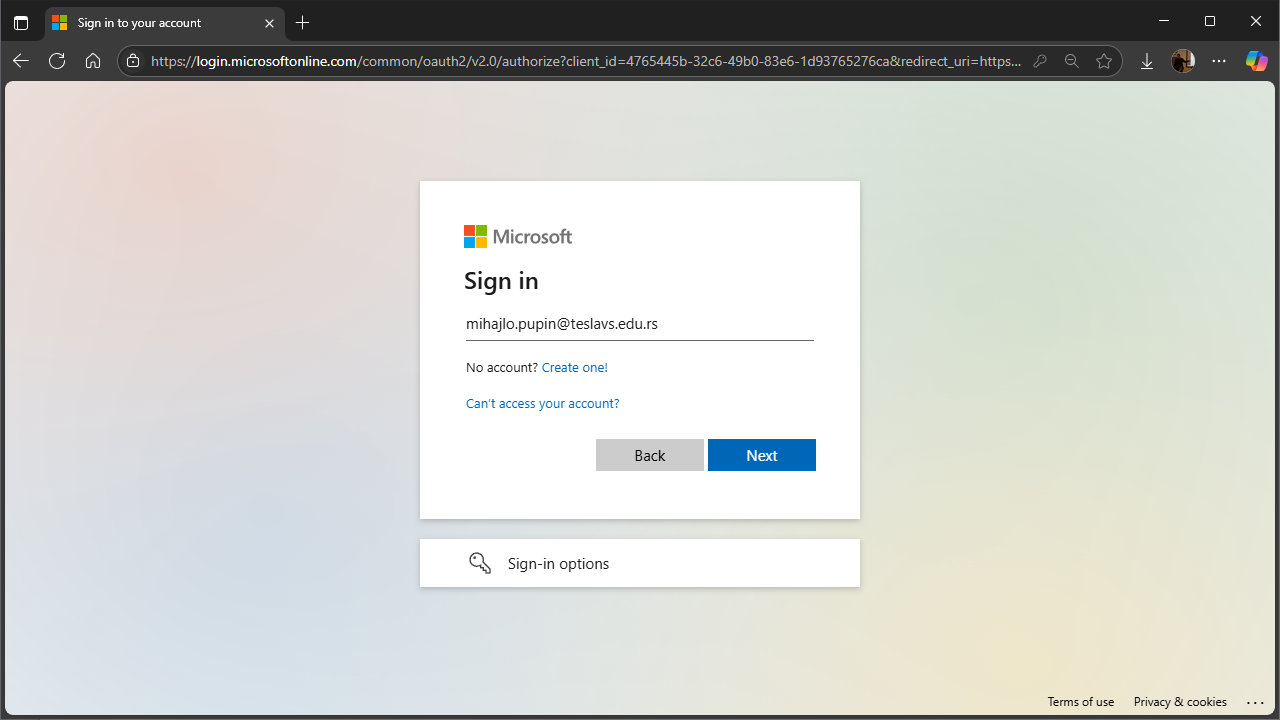 Sign in to your account
https://login.microsoftonline.com/common/oauth2/v2.0/authorize?client_id=4765445b-32c6-49b0-83e6-1d93765276ca&redirect_uri=https...
Microsoft
Sign in
mihajlo.pupin@teslavs.edu.rs
No account? Create one!
Can't access your account?
Back Next
Sign-in options
Terms of use Privacy & cookies ...